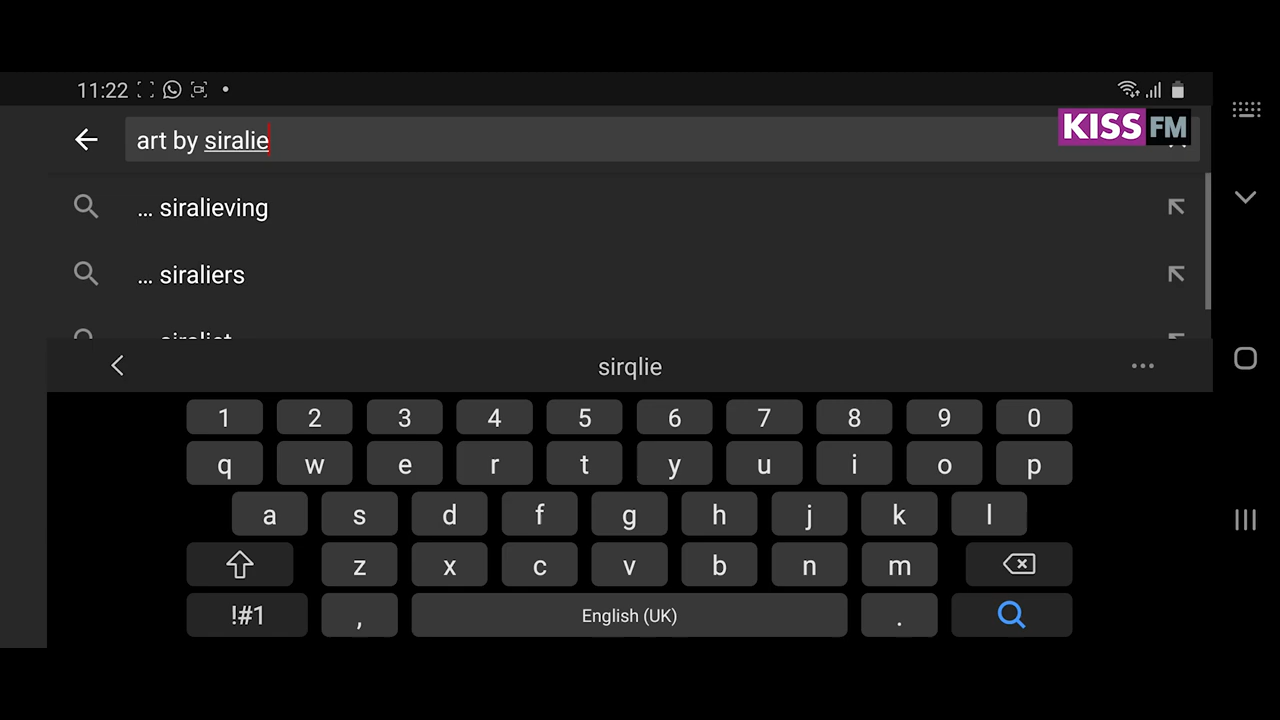 11:22
art by siralie
KISS FM
... siralieving
... siraliers
sirqlie
1 2 3 4 5 6 7 8 9 0
q w e r t y u i o p
a s d f g h j k l
z x c v b n m
!#1 , English (UK) .